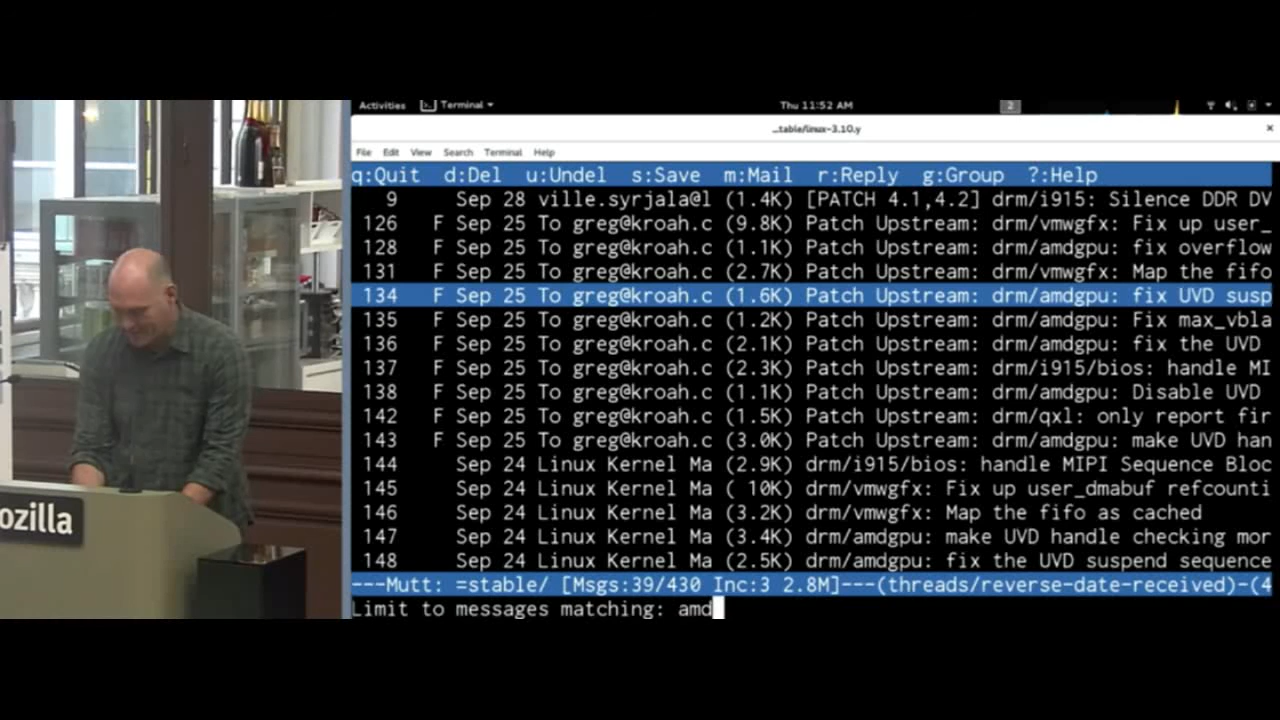 ozilla
Activities Terminal Thu 11:52 AM 2
...table/linux-3.10.y
File Edit View Search Terminal Help
q:Quit d:Del u:Undel s:Save m:Mail r:Reply g:Group ?:Help
9 Sep 28 ville.syrjala@l (1.4K) [PATCH 4.1,4.2] drm/i915: Silence DDR DV
126 F Sep 25 To greg@kroah.c (9.8K) Patch Upstream: drm/vmwgfx: Fix up user_
128 F Sep 25 To greg@kroah.c (1.1K) Patch Upstream: drm/amdgpu: fix overflow
131 F Sep 25 To greg@kroah.c (2.7K) Patch Upstream: drm/vmwgfx: Map the fifo
134 F Sep 25 To greg@kroah.c (1.6K) Patch Upstream: drm/amdgpu: fix UVD susp
135 F Sep 25 To greg@kroah.c (1.2K) Patch Upstream: drm/amdgpu: Fix max_vbla
136 F Sep 25 To greg@kroah.c (2.1K) Patch Upstream: drm/amdgpu: fix the UVD
137 F Sep 25 To greg@kroah.c (2.3K) Patch Upstream: drm/i915/bios: handle MI
138 F Sep 25 To greg@kroah.c (1.1K) Patch Upstream: drm/amdgpu: Disable UVD
142 F Sep 25 To greg@kroah.c (1.5K) Patch Upstream: drm/qxl: only report fir
143 F Sep 25 To greg@kroah.c (3.0K) Patch Upstream: drm/amdgpu: make UVD han
144 Sep 24 Linux Kernel Ma (2.9K) drm/i915/bios: handle MIPI Sequence Bloc
145 Sep 24 Linux Kernel Ma ( 10K) drm/vmwgfx: Fix up user_dmabuf refcounti
146 Sep 24 Linux Kernel Ma (3.2K) drm/vmwgfx: Map the fifo as cached
147 Sep 24 Linux Kernel Ma (3.4K) drm/amdgpu: make UVD handle checking mor
148 Sep 24 Linux Kernel Ma (2.5K) drm/amdgpu: fix the UVD suspend sequence
---Mutt: =stable/ [Msgs:39/430 Inc:3 2.8M]---(threads/reverse-date-received)-(4
Limit to messages matching: amd